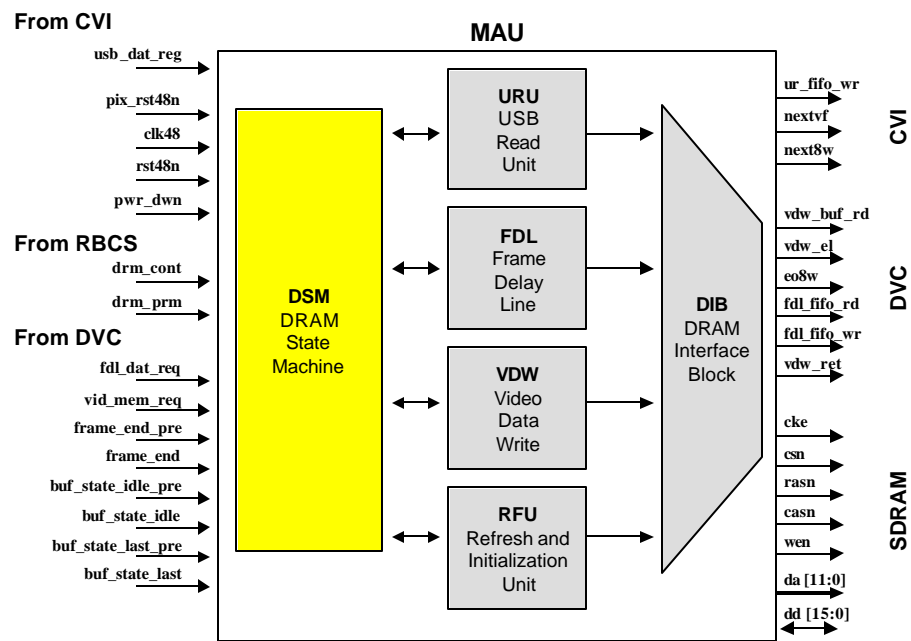 From CVI
usb_dat_reg
pix_rst48n
clk48
rst48n
pwr_dwn
From RBCS
drm_cont
drm_prm
From DVC
fdl_dat_req
vid_mem_req
frame_end_pre
frame_end
buf_state_idle_pre
buf_state_idle
buf_state_last_pre
buf_state_last
MAU
DSM
DRAM
State
Machine
URU
USB
Read
Unit
FDL
Frame
Delay
Line
VDW
Video
Data
Write
RFU
Refresh and
Initialization
Unit
DIB
DRAM
Interface
Block
ur_fifo_wr
nextvf
next8w
CVI
vdw_buf_rd
vdw_el
eo8w
fdl_fifo_rd
fdl_fifo_wr
vdw_ret
DVC
cke
csn
rasn
casn
wen
da [11:0]
dd [15:0]
SDRAM